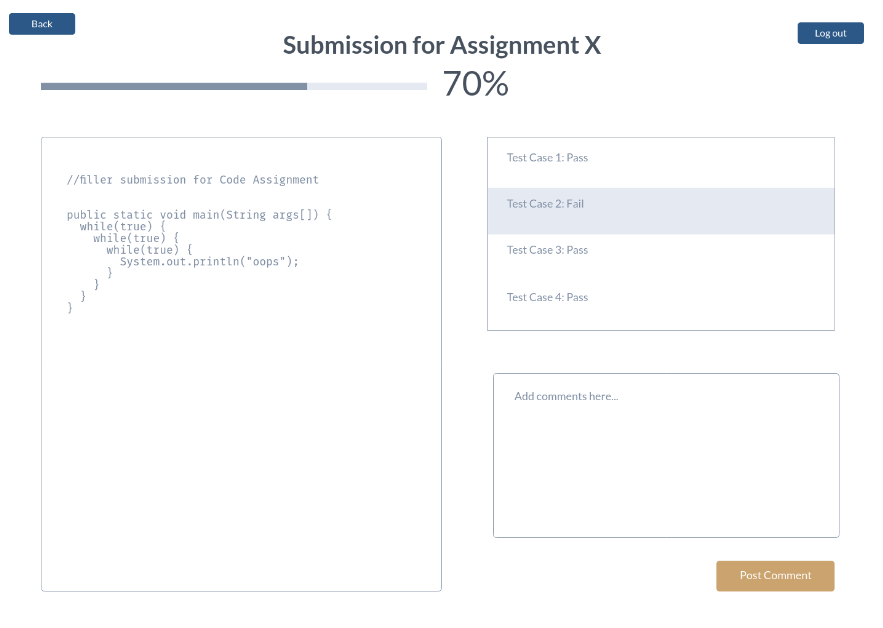 Back
Log out
Submission for Assignment X
70%
//filler submission for Code Assignment
public static void main(String args[]) {
while(true) {
while(true) {
while(true) {
System.out.println("oops");
}
}
}
}
Test Case 1: Pass
Test Case 2: Fail
Test Case 3: Pass
Test Case 4: Pass
Add comments here...
Post Comment